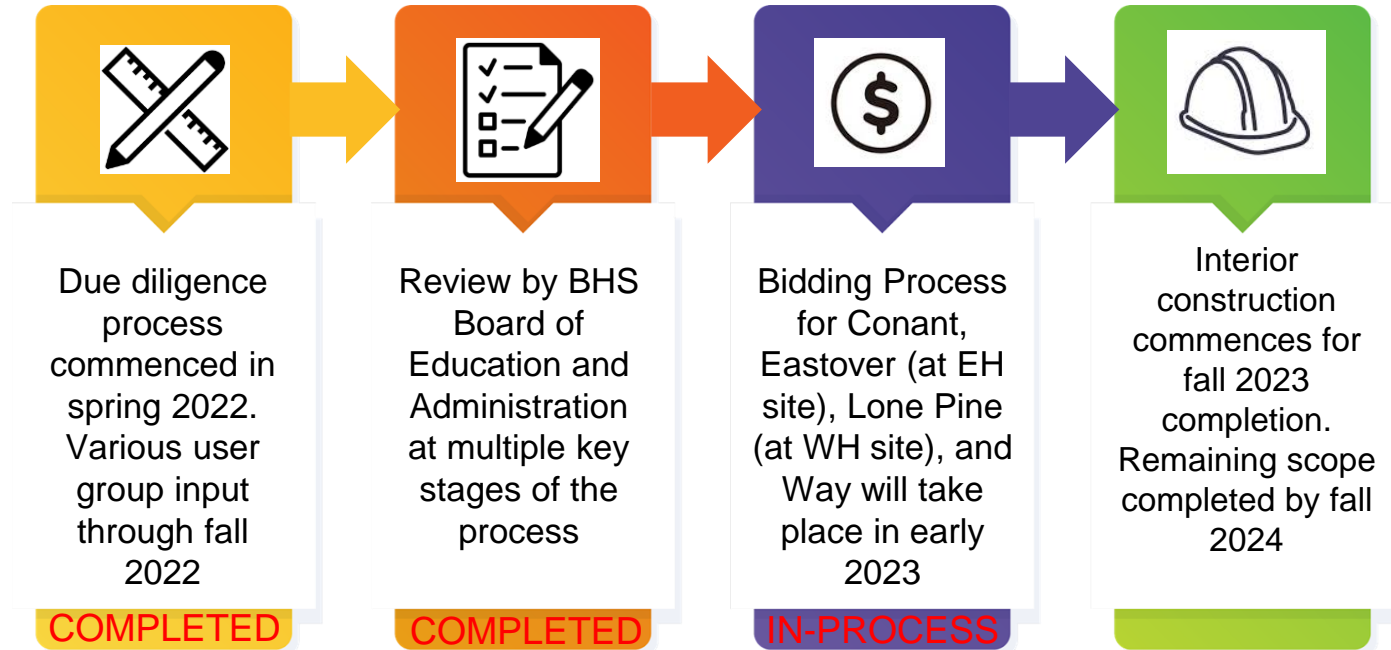 Due diligence
process
commenced in
spring 2022.
Various user
group input
through fall
2022
COMPLETED
Review by BHS
Board of
Education and
Administration
at multiple key
stages of the
process
COMPLETED
Bidding Process
for Conant,
Eastover (at EH
site), Lone Pine
(at WH site), and
Way will take
place in early
2023
IN-PROCESS
Interior
construction
commences for
fall 2023
completion.
Remaining scope
completed by fall
2024